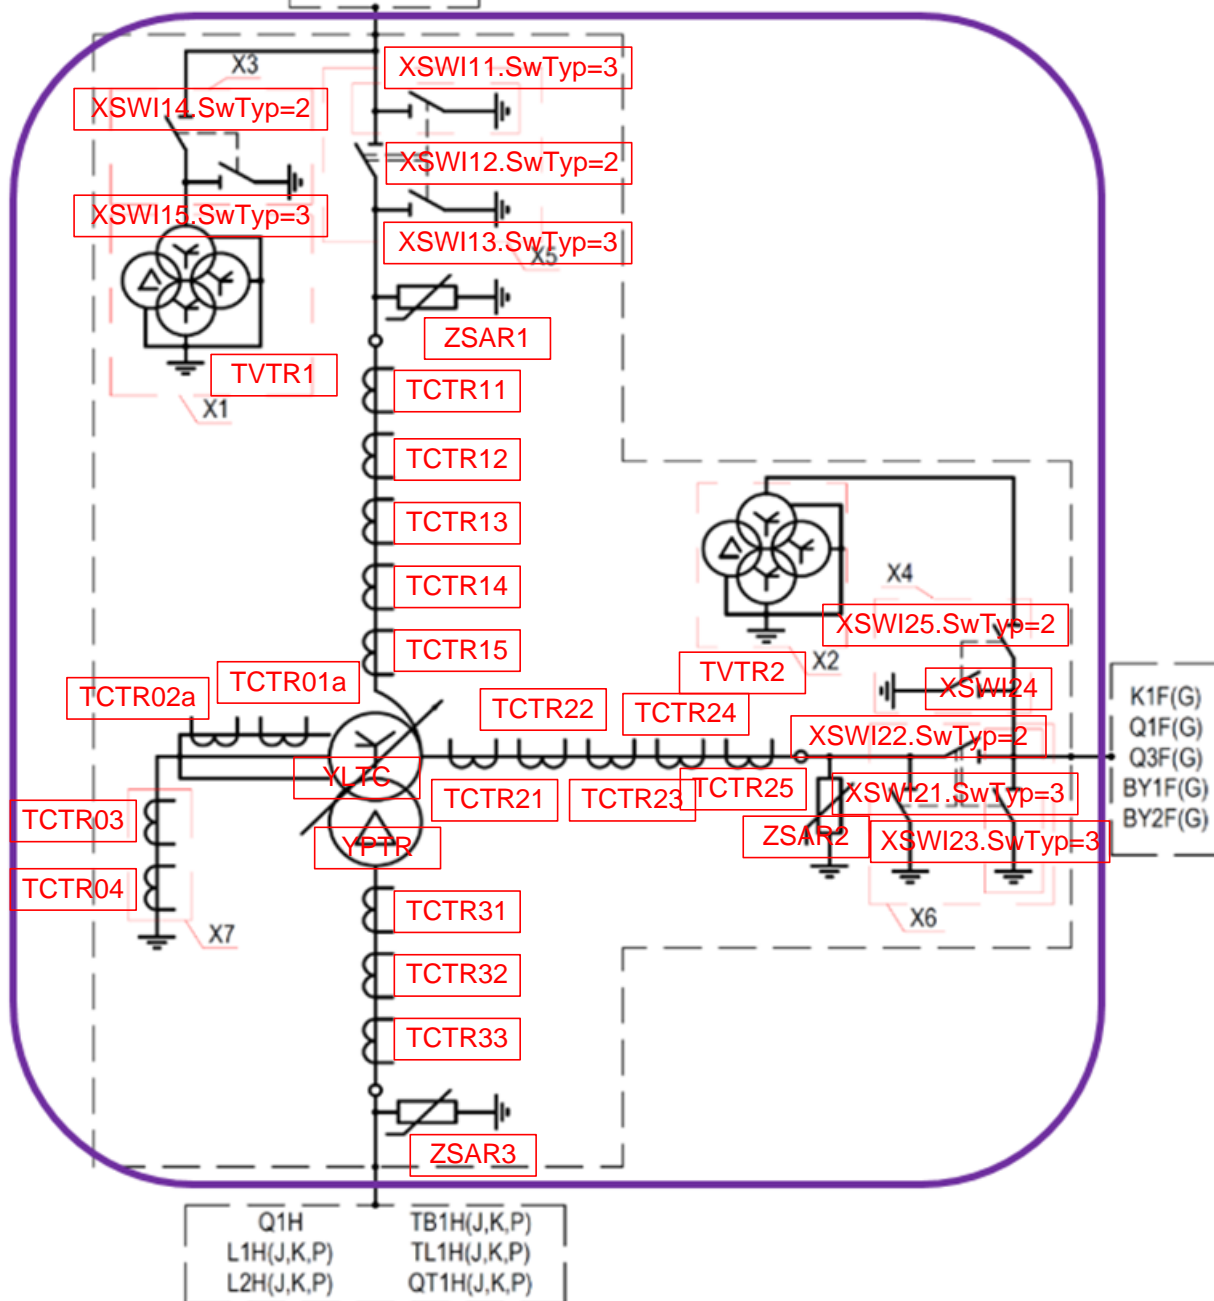 XSWI11.SwTyp=3
X3
XSWI14.SwTyp=2
XSWI12.SwTyp=2
XSWI15.SwTyp=3
XSWI13.SwTyp=3
X5
ZSAR1
TVTR1
TCTR11
X1
TCTR12
TCTR13
TCTR14
X4
XSWI25.SwTyp=2
TCTR15
X2
TVTR2
TCTR01a
TCTR02a
XSWI24
TCTR22
TCTR24
XSWI22.SwTyp=2
K1F(G)
Q1F(G)
Q3F(G)
BY1F(G)
BY2F(G)
YLTC
TCTR21
TCTR23
TCTR25
XSWI21.SwTyp=3
TCTR03
YPTR
ZSAR2
XSWI23.SwTyp=3
TCTR04
TCTR31
X6
X7
TCTR32
TCTR33
ZSAR3
Q1H
TB1H(J,K,P)
L1H(J,K,P)
TL1H(J,K,P)
L2H(J,K,P)
QT1H(J,K,P)